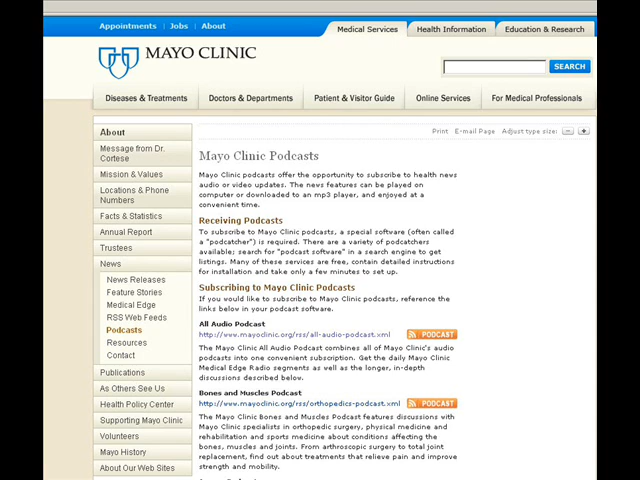 Appointments | Jobs | About
Medical Services
Health Information
Education & Research
MAYO CLINIC
SEARCH
Diseases & Treatments
Doctors & Departments
Patient & Visitor Guide
Online Services
For Medical Professionals
Print E-mail Page Adjust type size:
About
Message from Dr.
Cortese
Mission & Values
Locations & Phone
Numbers
Facts & Statistics
Annual Report
Trustees
News
News Releases
Feature Stories
Medical Edge
RSS Web Feeds
Podcasts
Resources
Contact
Publications
As Others See Us
Health Policy Center
Supporting Mayo Clinic
Volunteers
Mayo History
About Our Web Sites
Mayo Clinic Podcasts
Mayo Clinic podcasts offer the opportunity to subscribe to health news
audio or video updates. The news features can be played on
computer or downloaded to an mp3 player, and enjoyed at a
convenient time.
Receiving Podcasts
To subscribe to Mayo Clinic podcasts, a special software (often called
a "podcatcher") is required. There are a variety of podcatchers
available; search for "podcast software" in a search engine to get
listings. Many of these services are free, contain detailed instructions
for installation and take only a few minutes to set up.
Subscribing to Mayo Clinic Podcasts
If you would like to subscribe to Mayo Clinic podcasts, reference the
links below in your podcast software.
All Audio Podcast
http://www.mayoclinic.org/rss/all-audio-podcast.xml PODCAST
The Mayo Clinic All Audio Podcast combines all of Mayo Clinic's audio
podcasts into one convenient subscription. Get the daily Mayo Clinic
Medical Edge Radio segments as well as the longer, in-depth
discussions described below.
Bones and Muscles Podcast
http://www.mayoclinic.org/rss/orthopedics-podcast.xml PODCAST
The Mayo Clinic Bones and Muscles Podcast features discussions with
Mayo Clinic specialists in orthopedic surgery, physical medicine and
rehabilitation and sports medicine about conditions affecting the
bones, muscles and joints. From arthroscopic surgery to total joint
replacement, find out about treatments that relieve pain and improve
strength and mobility.